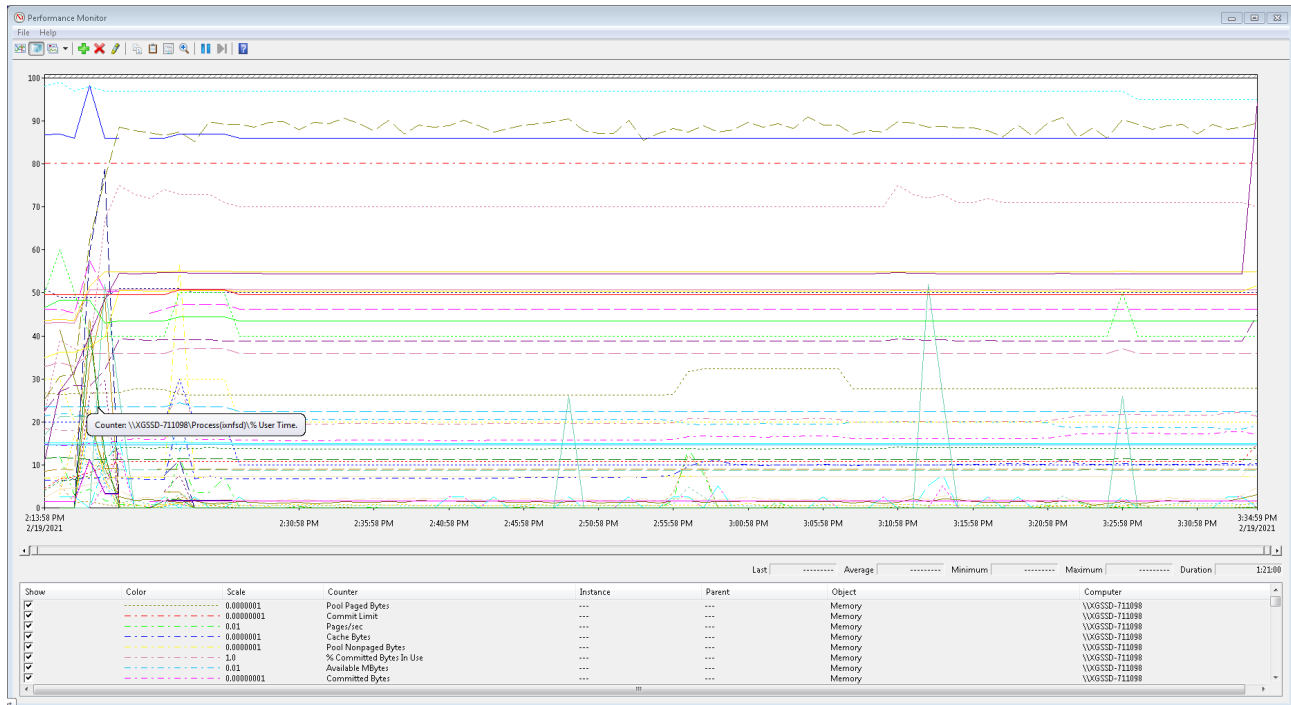 Performance Monitor
File Help
100
90
80
70
60
50
40
30
20
10
0
Counter: \\XGSSD-711098\Process(ixnfsd)\% User Time.
2:13:58 PM 2:30:58 PM 2:35:58 PM 2:40:58 PM 2:45:58 PM 2:50:58 PM 2:55:58 PM 3:00:58 PM 3:05:58 PM 3:10:58 PM 3:15:58 PM 3:20:58 PM 3:25:58 PM 3:30:58 PM 3:34:59 PM
2/19/2021 2/19/2021
Last --------- Average --------- Minimum --------- Maximum --------- Duration 1:21:00
Show Color Scale Counter Instance Parent Object Computer
0.0000001 Pool Paged Bytes --- --- Memory \\XGSSD-711098
0.00000001 Commit Limit --- --- Memory \\XGSSD-711098
0.01 Pages/sec --- --- Memory \\XGSSD-711098
0.0000001 Cache Bytes --- --- Memory \\XGSSD-711098
0.0000001 Pool Nonpaged Bytes --- --- Memory \\XGSSD-711098
1.0 % Committed Bytes In Use --- --- Memory \\XGSSD-711098
0.01 Available MBytes --- --- Memory \\XGSSD-711098
0.00000001 Committed Bytes --- --- Memory \\XGSSD-711098